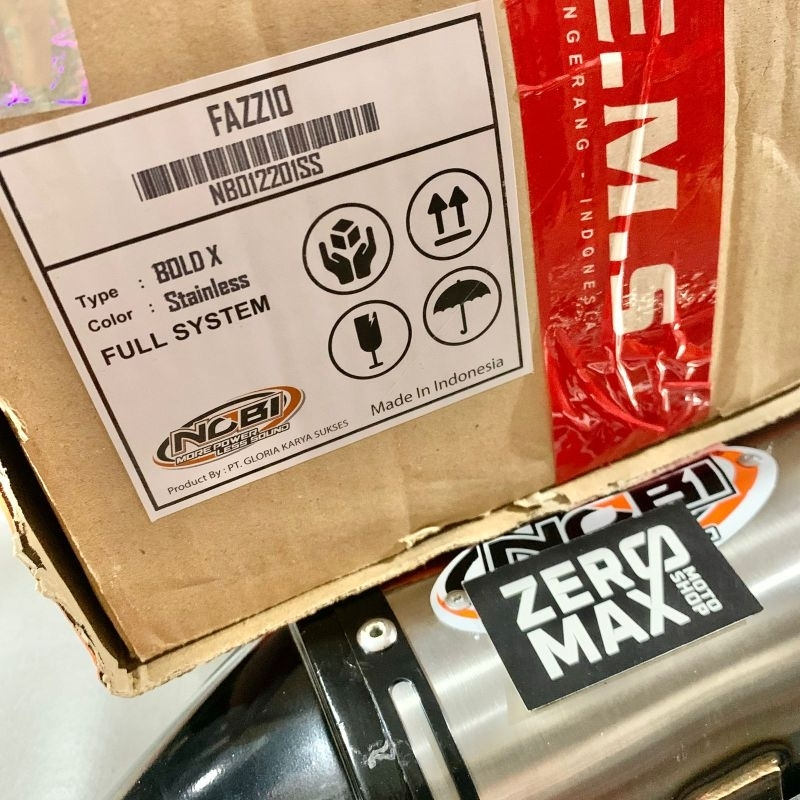 FAZZIO
NB012201SS
Type : BOLD X
Color : Stainless
FULL SYSTEM
NOBI
MORE POWER
LESS SOUND
Made In Indonesia
Product By : PT. GLORIA KARYA SUKSES
E.M.S
NGERANG - INDONESIA
NOBI
ZERO
MAX
MOTO
SHOP